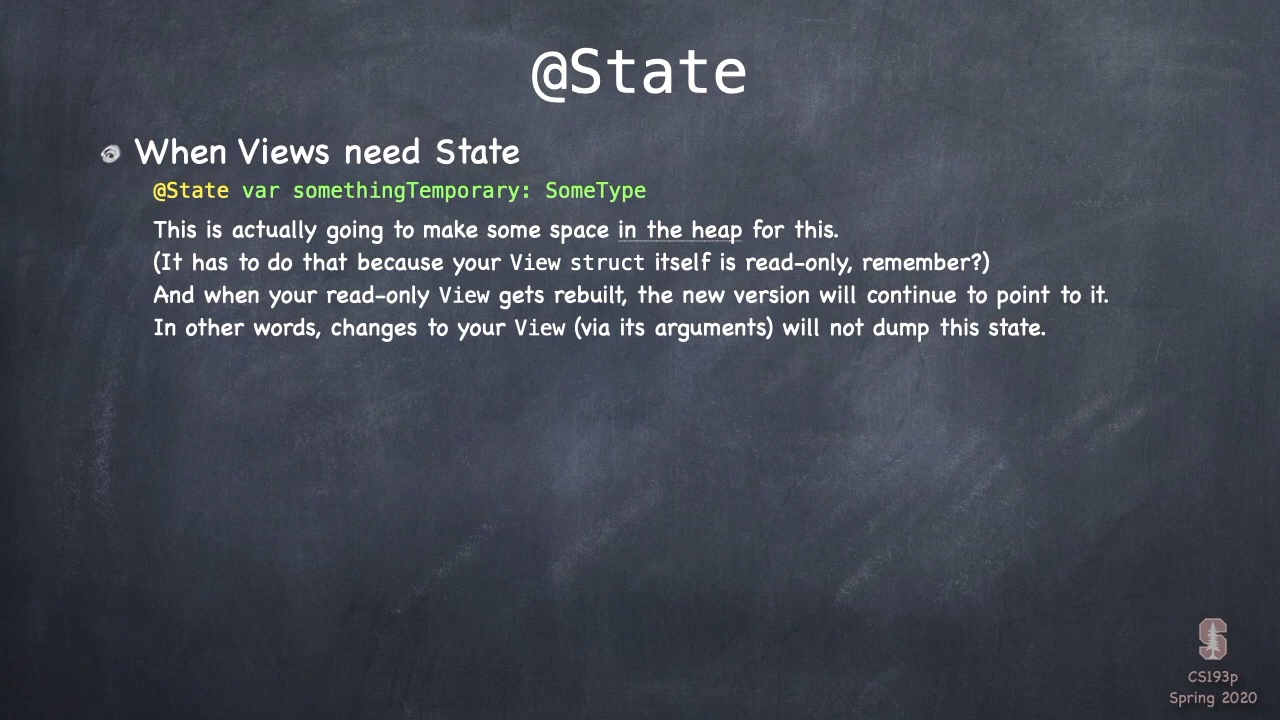 @State
When Views need State
@State var somethingTemporary: SomeType
This is actually going to make some space in the heap for this.
(It has to do that because your View struct itself is read-only, remember?)
And when your read-only View gets rebuilt, the new version will continue to point to it.
In other words, changes to your View (via its arguments) will not dump this state.
S
CS193p
Spring 2020